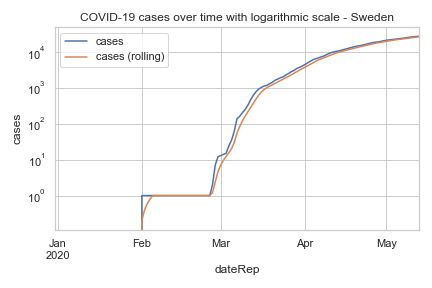 COVID-19 cases over time with logarithmic scale - Sweden
cases
cases (rolling)
10^4
10^3
10^2
10^1
10^0
cases
Jan Feb Mar Apr May
2020
dateRep